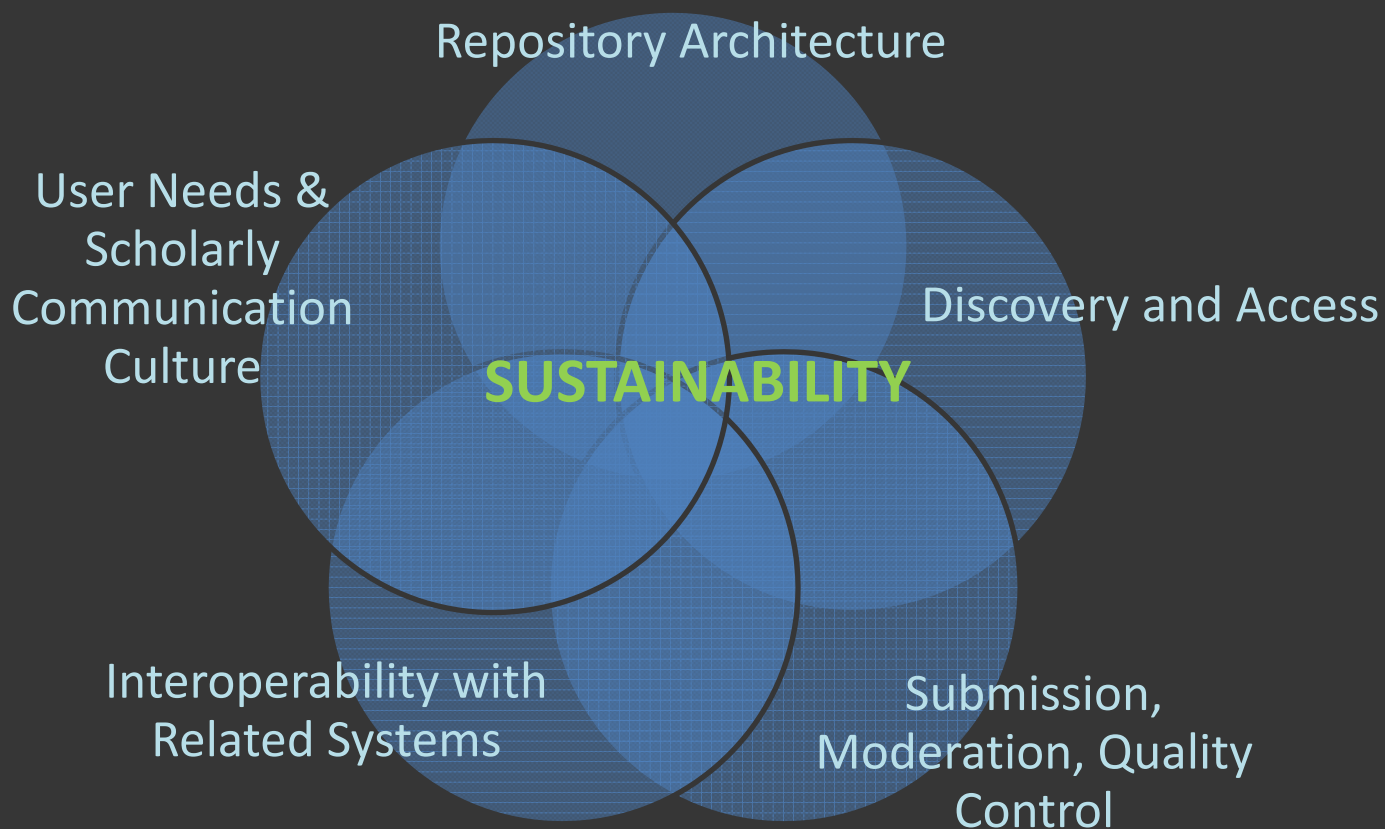 Repository Architecture
User Needs &
Scholarly
Communication
Culture
Discovery and Access
SUSTAINABILITY
Interoperability with
Related Systems
Submission,
Moderation, Quality
Control